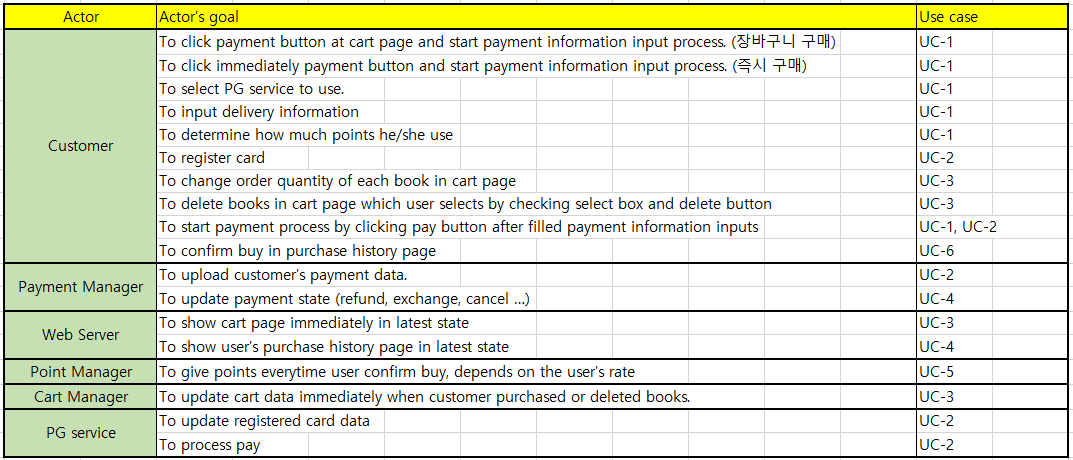 Actor Actor's goal Use case
Customer
To click payment button at cart page and start payment information input process. (장바구니 구매) UC-1
To click immediately payment button and start payment information input process. (즉시 구매) UC-1
To select PG service to use. UC-1
To input delivery information UC-1
To determine how much points he/she use UC-1
To register card UC-2
To change order quantity of each book in cart page UC-3
To delete books in cart page which user selects by checking select box and delete button UC-3
To start payment process by clicking pay button after filled payment information inputs UC-1, UC-2
To confirm buy in purchase history page UC-6
Payment Manager
To upload customer's payment data. UC-2
To update payment state (refund, exchange, cancel ...) UC-4
Web Server
To show cart page immediately in latest state UC-3
To show user's purchase history page in latest state UC-4
Point Manager To give points everytime user confirm buy, depends on the user's rate UC-5
Cart Manager To update cart data immediately when customer purchased or deleted books. UC-3
PG service
To update registered card data UC-2
To process pay UC-2